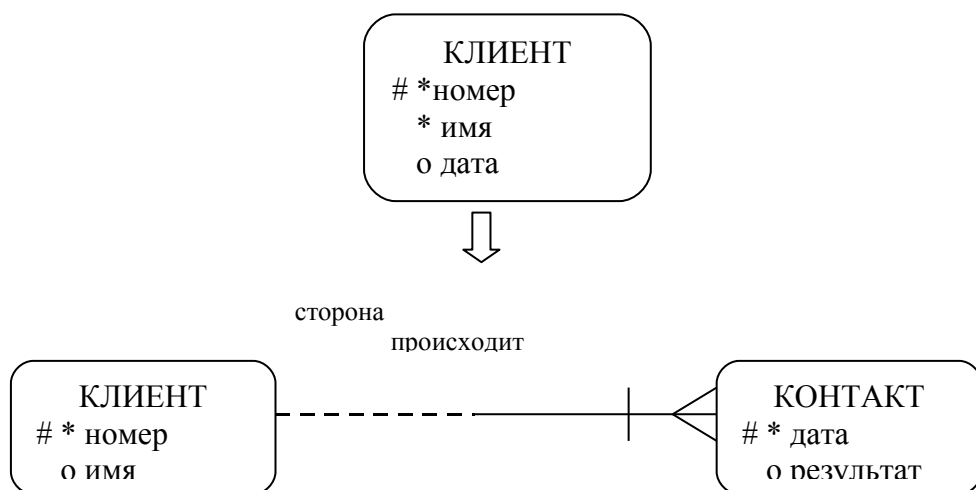 КЛИЕНТ
# *номер
* имя
о дата
сторона
происходит
КЛИЕНТ
# * номер
о имя
КОНТАКТ
# * дата
о результат